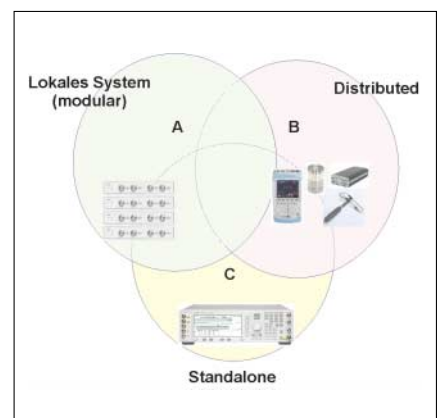 Lokales System
(modular)
Distributed
A
B
C
Standalone